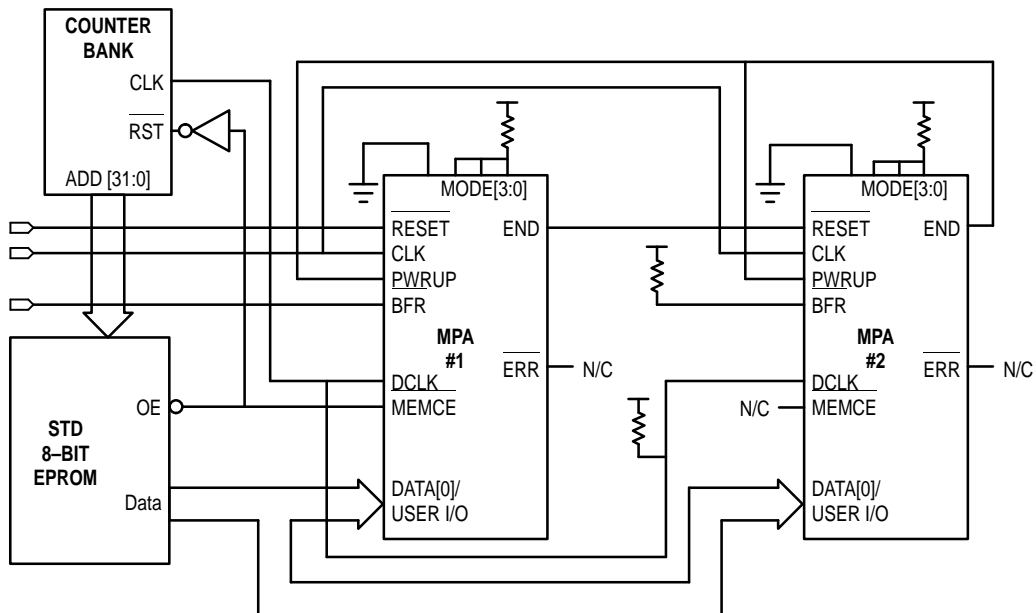 COUNTER
BANK
CLK
RST
ADD [31:0]
STD
8–BIT
EPROM
OE
Data
MODE[3:0]
RESET
CLK
PWRUP
BFR
MPA
#1
DCLK
MEMCE
DATA[0]/
USER I/O
END
ERR
N/C
MODE[3:0]
RESET
CLK
PWRUP
BFR
MPA
#2
DCLK
N/C
MEMCE
DATA[0]/
USER I/O
END
ERR
N/C